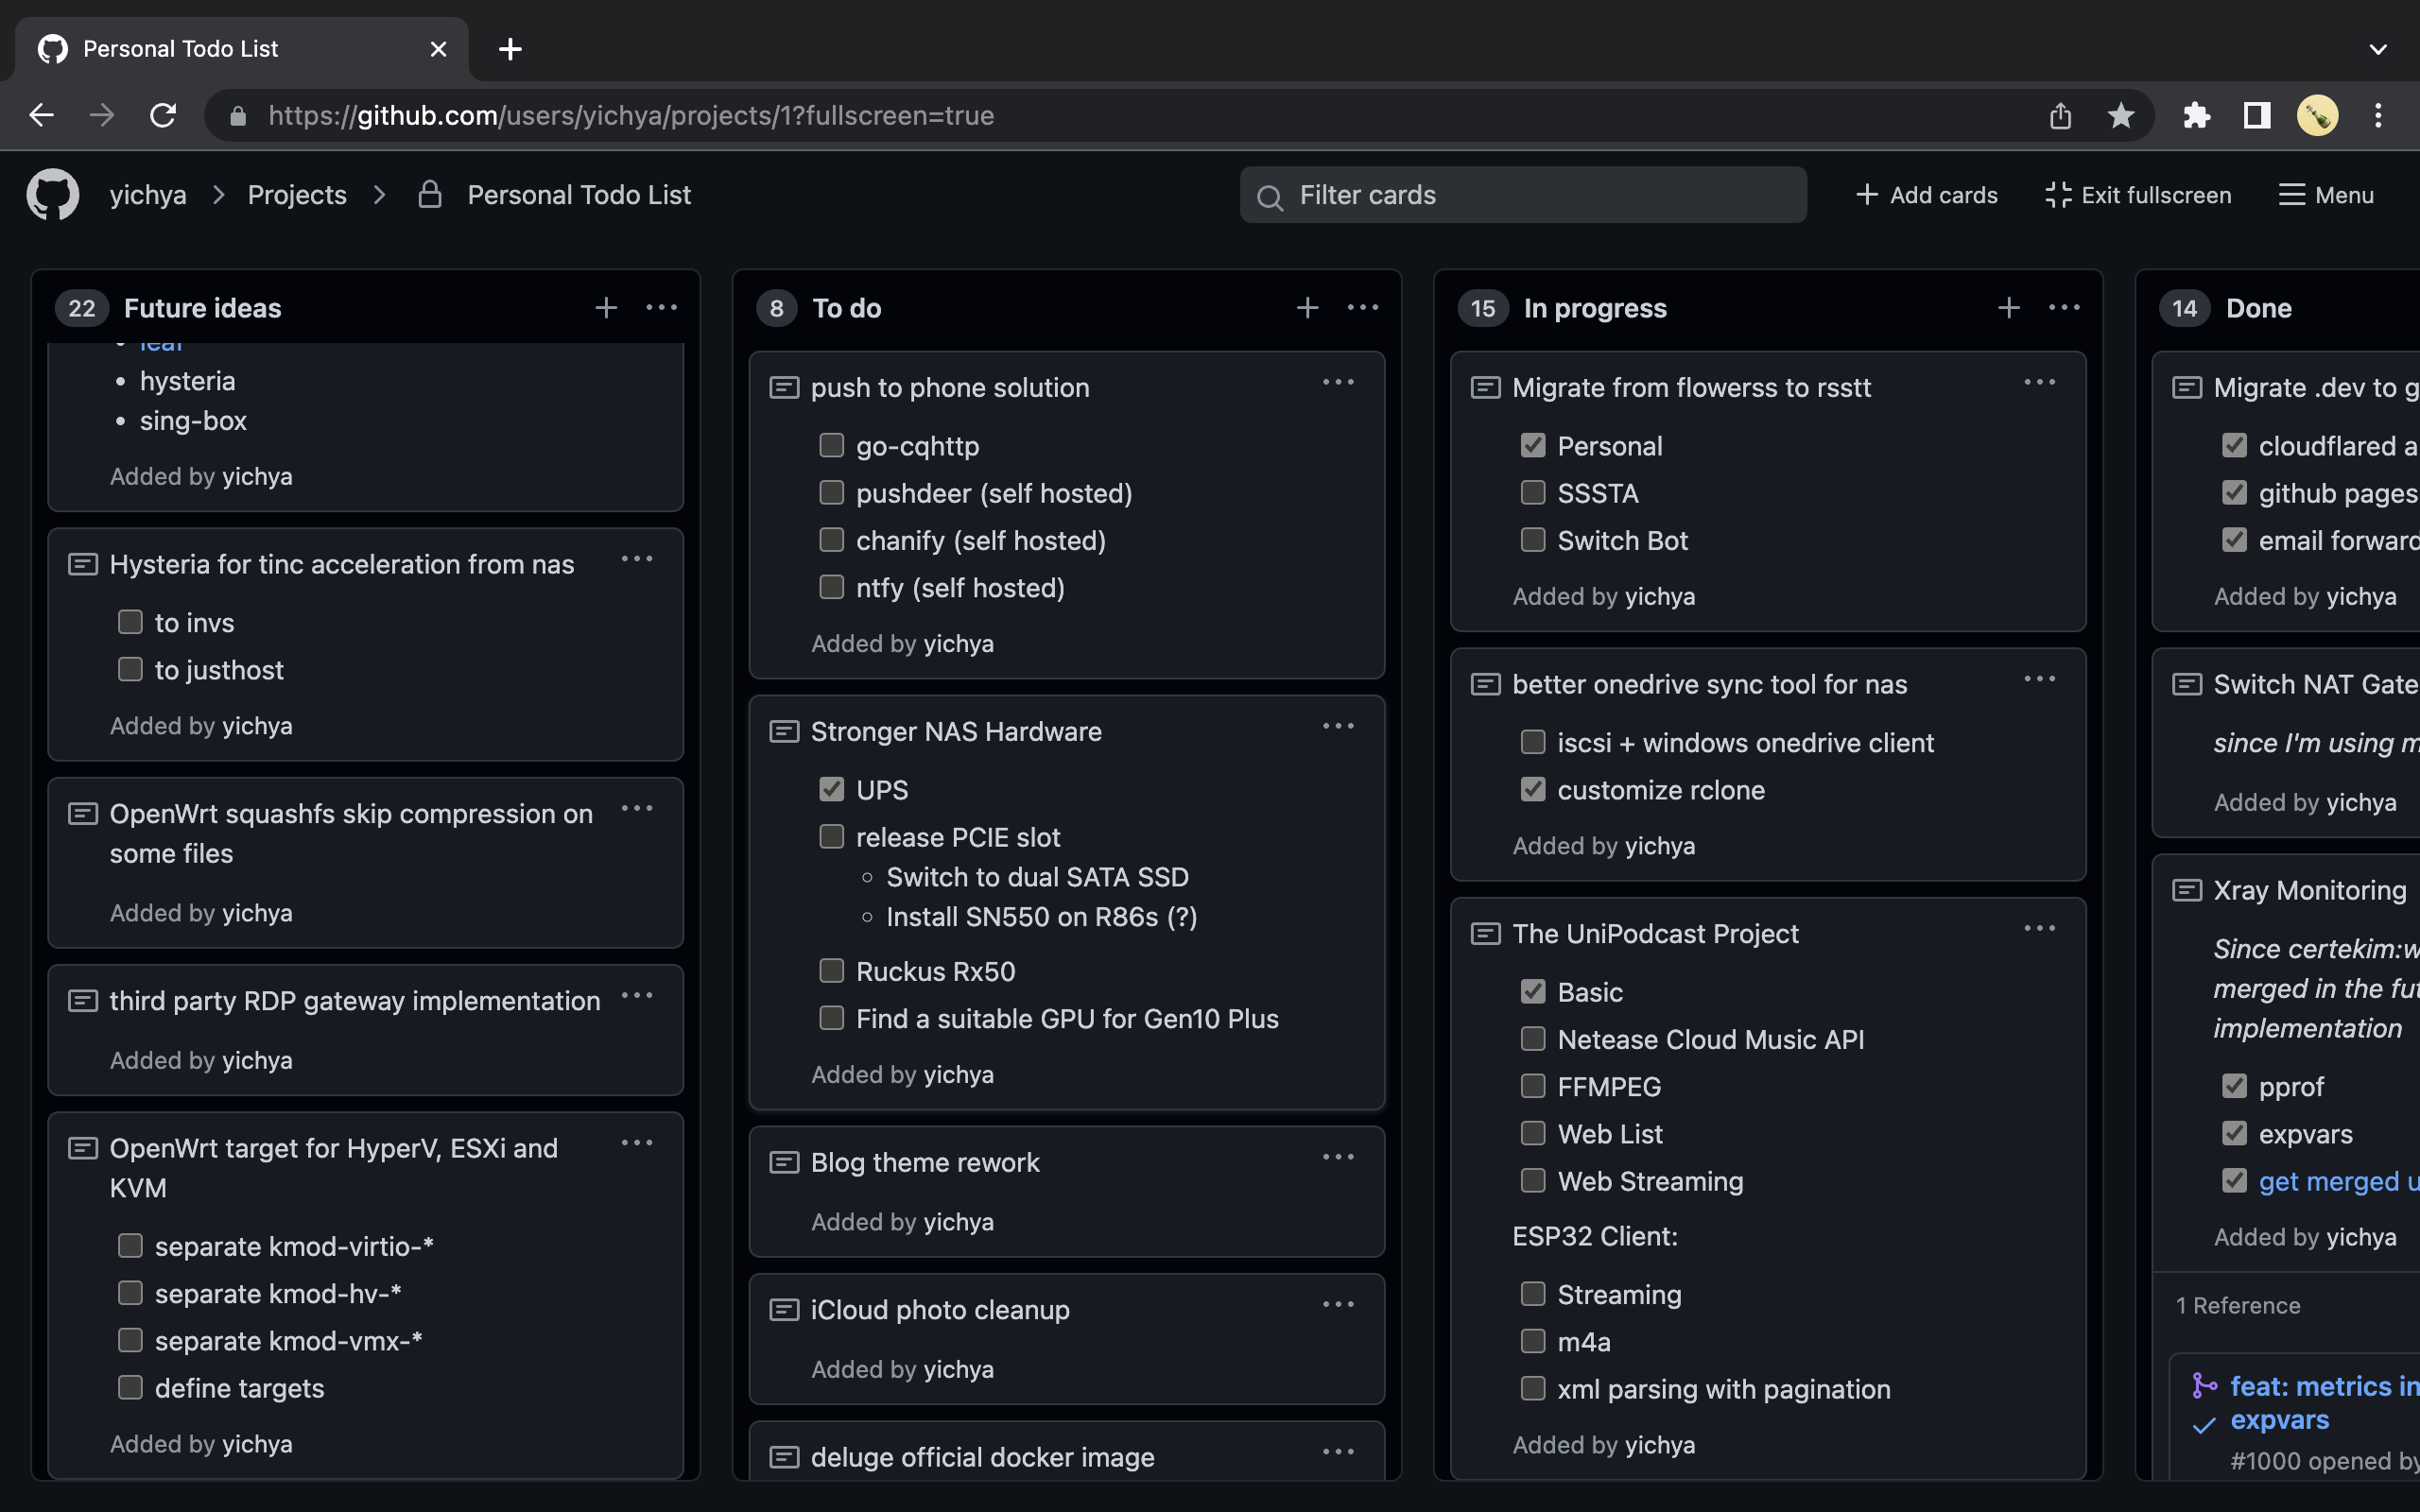 Personal Todo List
https://github.com/users/yichya/projects/1?fullscreen=true
yichya
Projects
Personal Todo List
Filter cards
Add cards
Exit fullscreen
Menu
22 Future ideas
leaf
hysteria
sing-box
Added by yichya
Hysteria for tinc acceleration from nas
to invs
to justhost
Added by yichya
OpenWrt squashfs skip compression on
some files
Added by yichya
third party RDP gateway implementation
Added by yichya
OpenWrt target for HyperV, ESXi and
KVM
separate kmod-virtio-*
separate kmod-hv-*
separate kmod-vmx-*
define targets
Added by yichya
8 To do
push to phone solution
go-cqhttp
pushdeer (self hosted)
chanify (self hosted)
ntfy (self hosted)
Added by yichya
Stronger NAS Hardware
UPS
release PCIE slot
Switch to dual SATA SSD
Install SN550 on R86s (?)
Ruckus Rx50
Find a suitable GPU for Gen10 Plus
Added by yichya
Blog theme rework
Added by yichya
iCloud photo cleanup
Added by yichya
deluge official docker image
15 In progress
Migrate from flowerss to rsstt
Personal
SSSTA
Switch Bot
Added by yichya
better onedrive sync tool for nas
iscsi + windows onedrive client
customize rclone
Added by yichya
The UniPodcast Project
Basic
Netease Cloud Music API
FFMPEG
Web List
Web Streaming
ESP32 Client:
Streaming
m4a
xml parsing with pagination
Added by yichya
14 Done
Migrate .dev to g
cloudflared a
github pages
email forward
Added by yichya
Switch NAT Gate
since I'm using m
Added by yichya
Xray Monitoring
Since certekim:w
merged in the fut
implementation
pprof
expvars
get merged u
Added by yichya
1 Reference
feat: metrics in
expvars
#1000 opened by